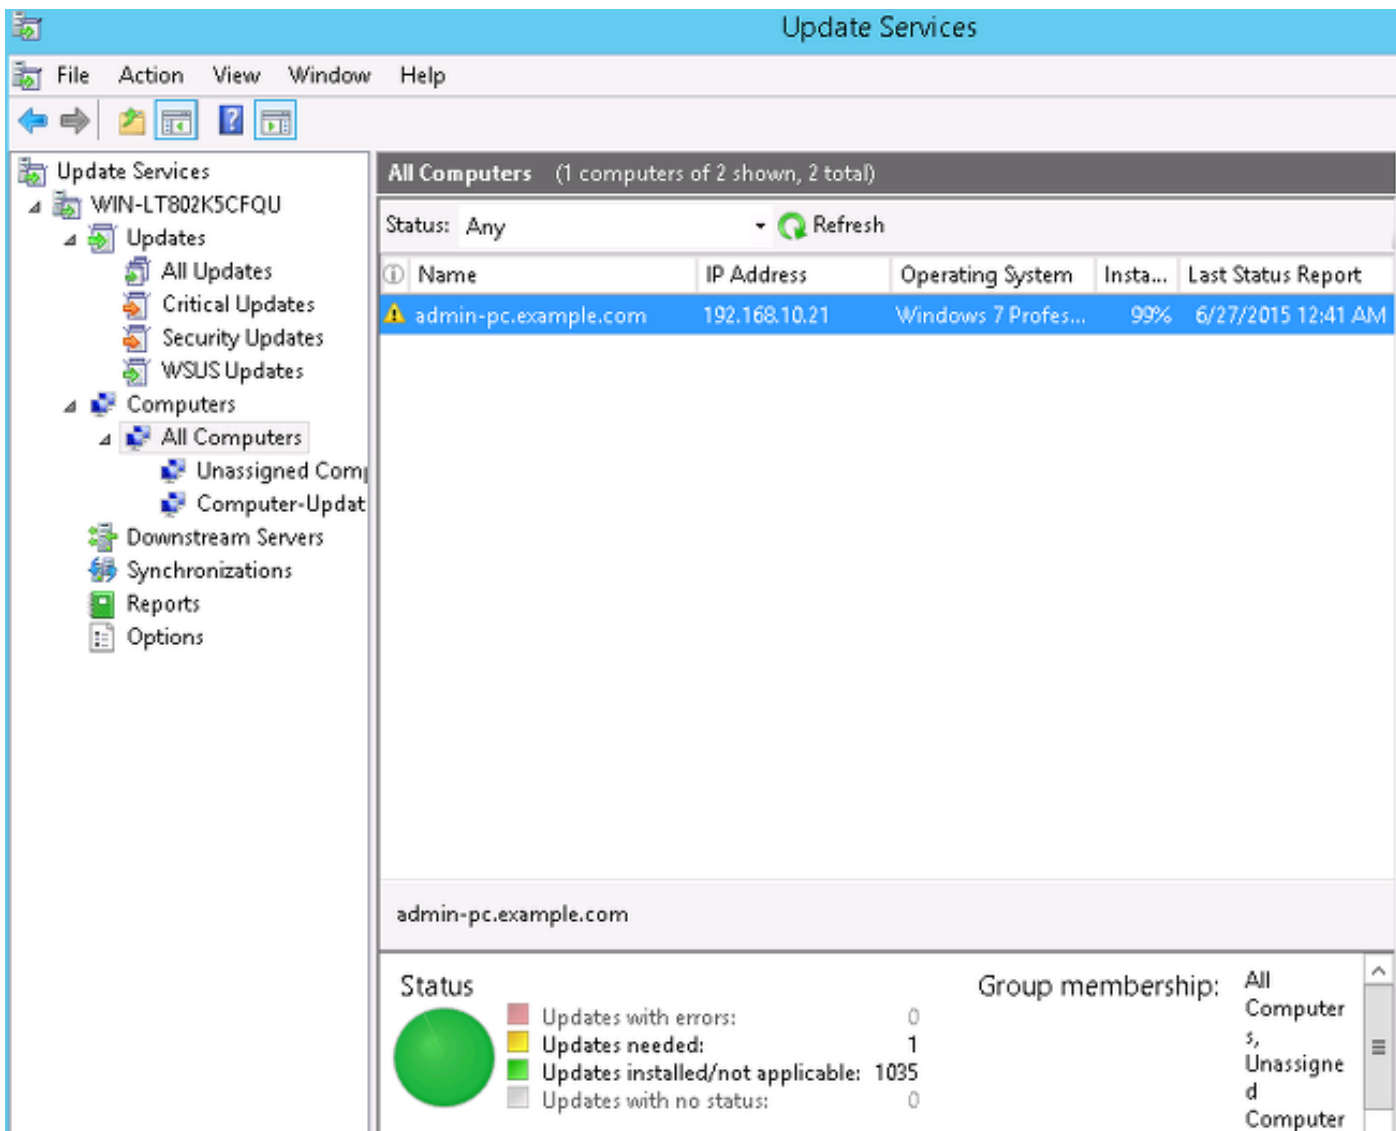 Update Services
File Action View Window Help
Update Services
WIN-LT802K5CFQU
Updates
All Updates
Critical Updates
Security Updates
WSUS Updates
Computers
All Computers
Unassigned Comp
Computer-Updat
Downstream Servers
Synchronizations
Reports
Options
All Computers (1 computers of 2 shown, 2 total)
Status: Any Refresh
Name IP Address Operating System Insta... Last Status Report
admin-pc.example.com 192.168.10.21 Windows 7 Profes... 99% 6/27/2015 12:41 AM
admin-pc.example.com
Status
Updates with errors: 0
Updates needed: 1
Updates installed/not applicable: 1035
Updates with no status: 0
Group membership:
All
Computer
s,
Unassigne
d
Computer